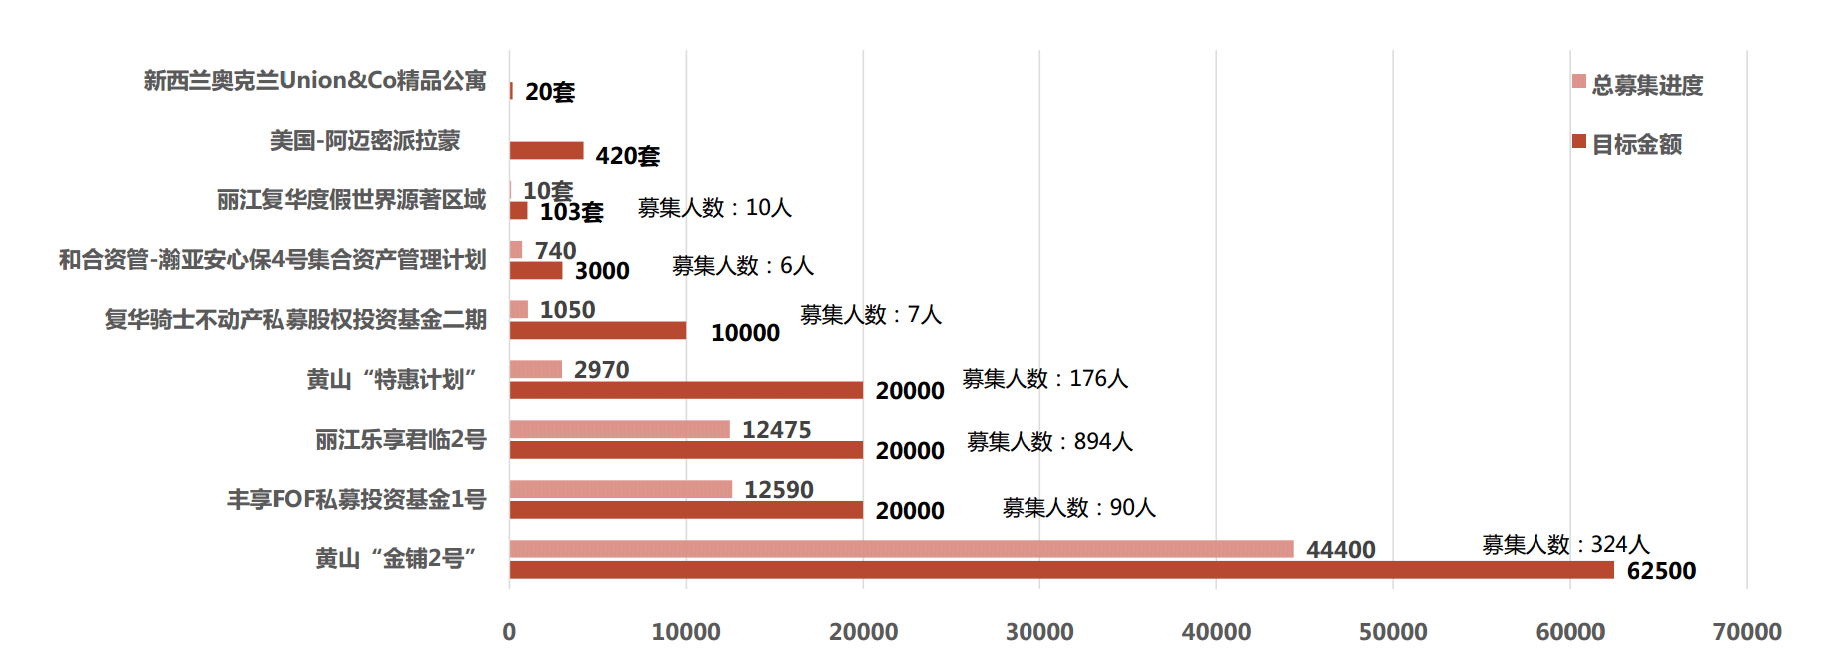 新西兰奥克兰Union&Co精品公寓
20套
总募集进度
美国-阿迈密派拉蒙
420套
目标金额
丽江复华度假世界源著区域
10套
103套
募集人数：10人
和合资管-瀚亚安心保4号集合资产管理计划
740
3000
募集人数：6人
复华骑士不动产私募股权投资基金二期
1050
10000
募集人数：7人
黄山“特惠计划”
2970
20000
募集人数：176人
丽江乐享君临2号
12475
20000
募集人数：894人
丰享FOF私募投资基金1号
12590
20000
募集人数：90人
黄山“金铺2号”
44400
62500
募集人数：324人
0 10000 20000 30000 40000 50000 60000 70000